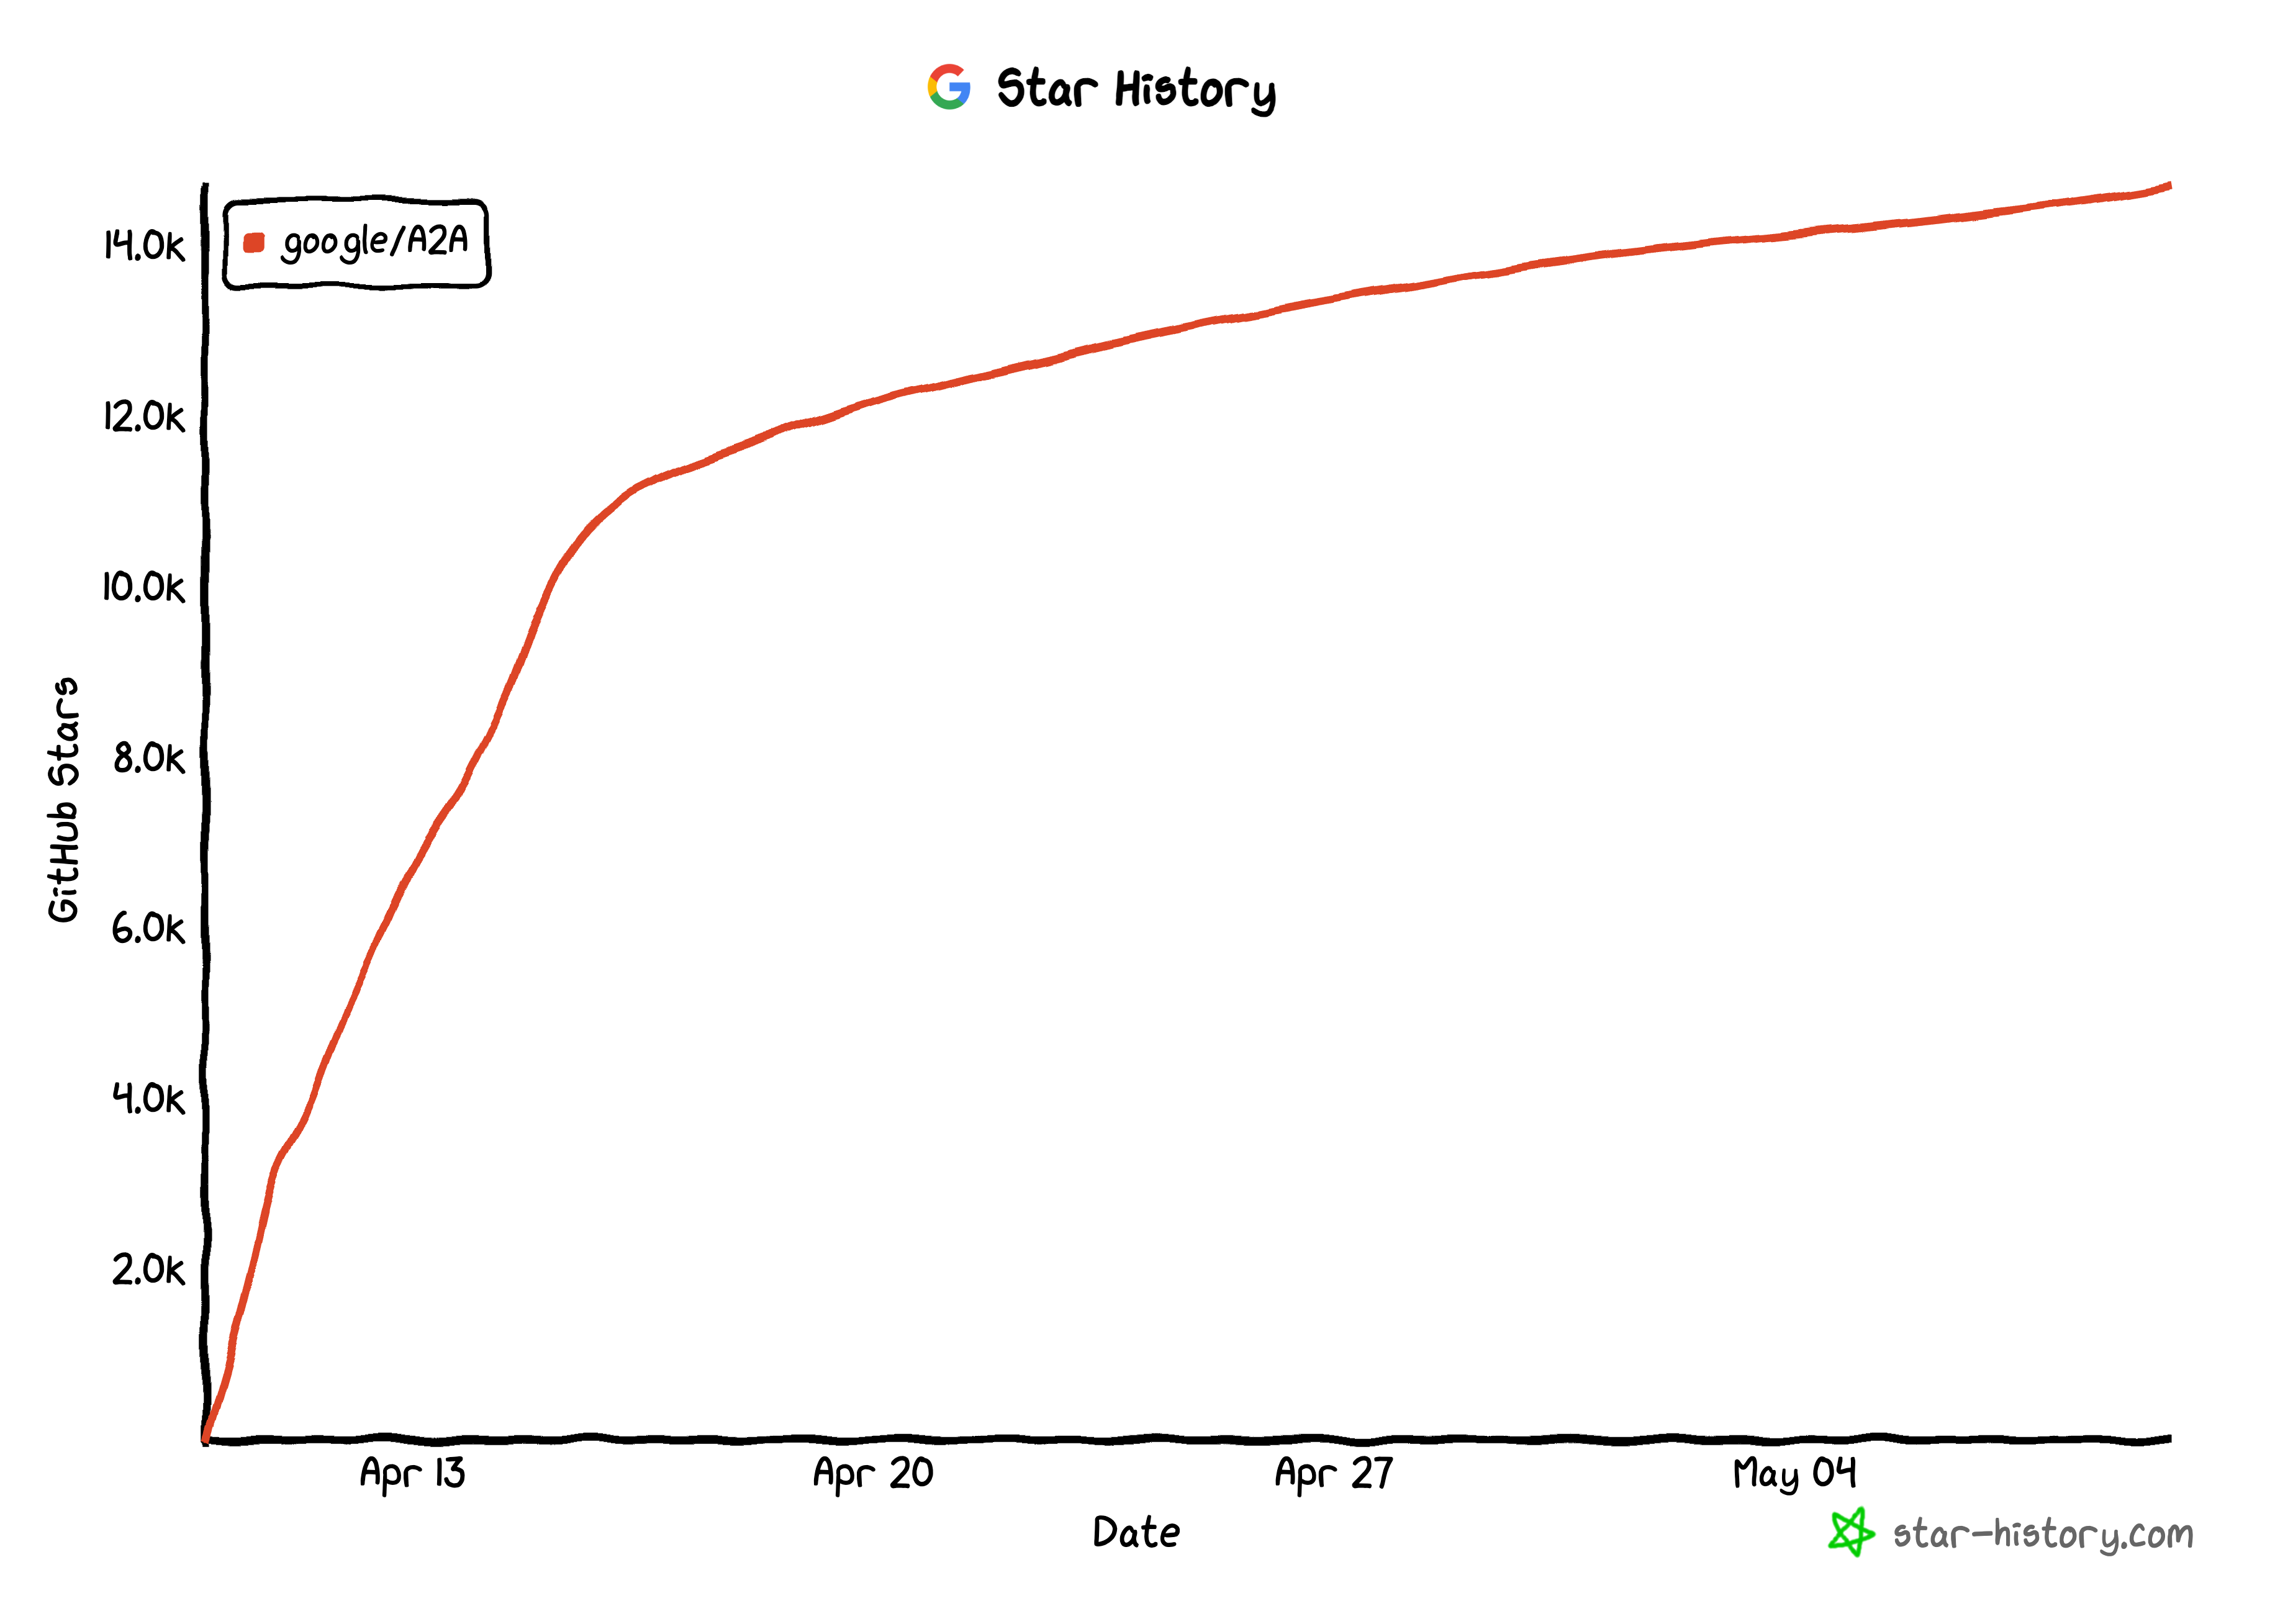 Star History
google/A2A
14.0K
12.0K
10.0K
8.0K
6.0K
4.0K
2.0K
GitHub Stars
Apr 13
Apr 20
Apr 27
May 04
Date
star-history.com